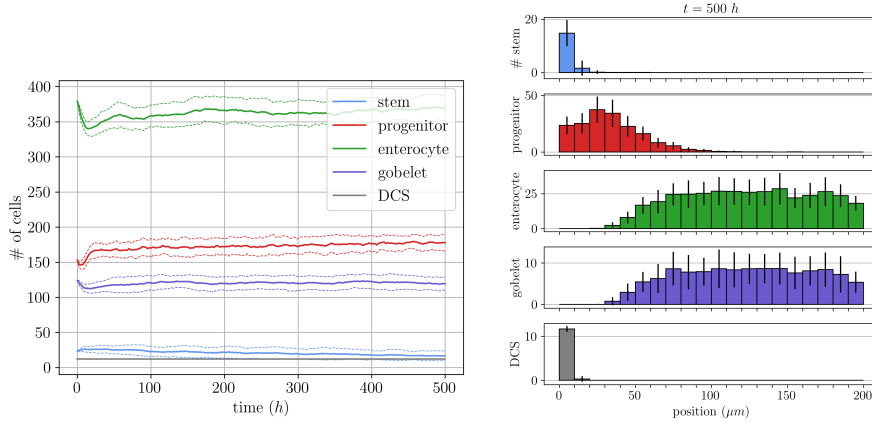 400
350
300
250
200
150
100
50
0
# of cells
0 100 200 300 400 500
time (h)
stem
progenitor
enterocyte
gobelet
DCS
t = 500 h
20
0
# stem
50
0
progenitor
25
0
enterocyte
10
0
gobelet
10
0
DCS
0 50 100 150 200
position (μm)